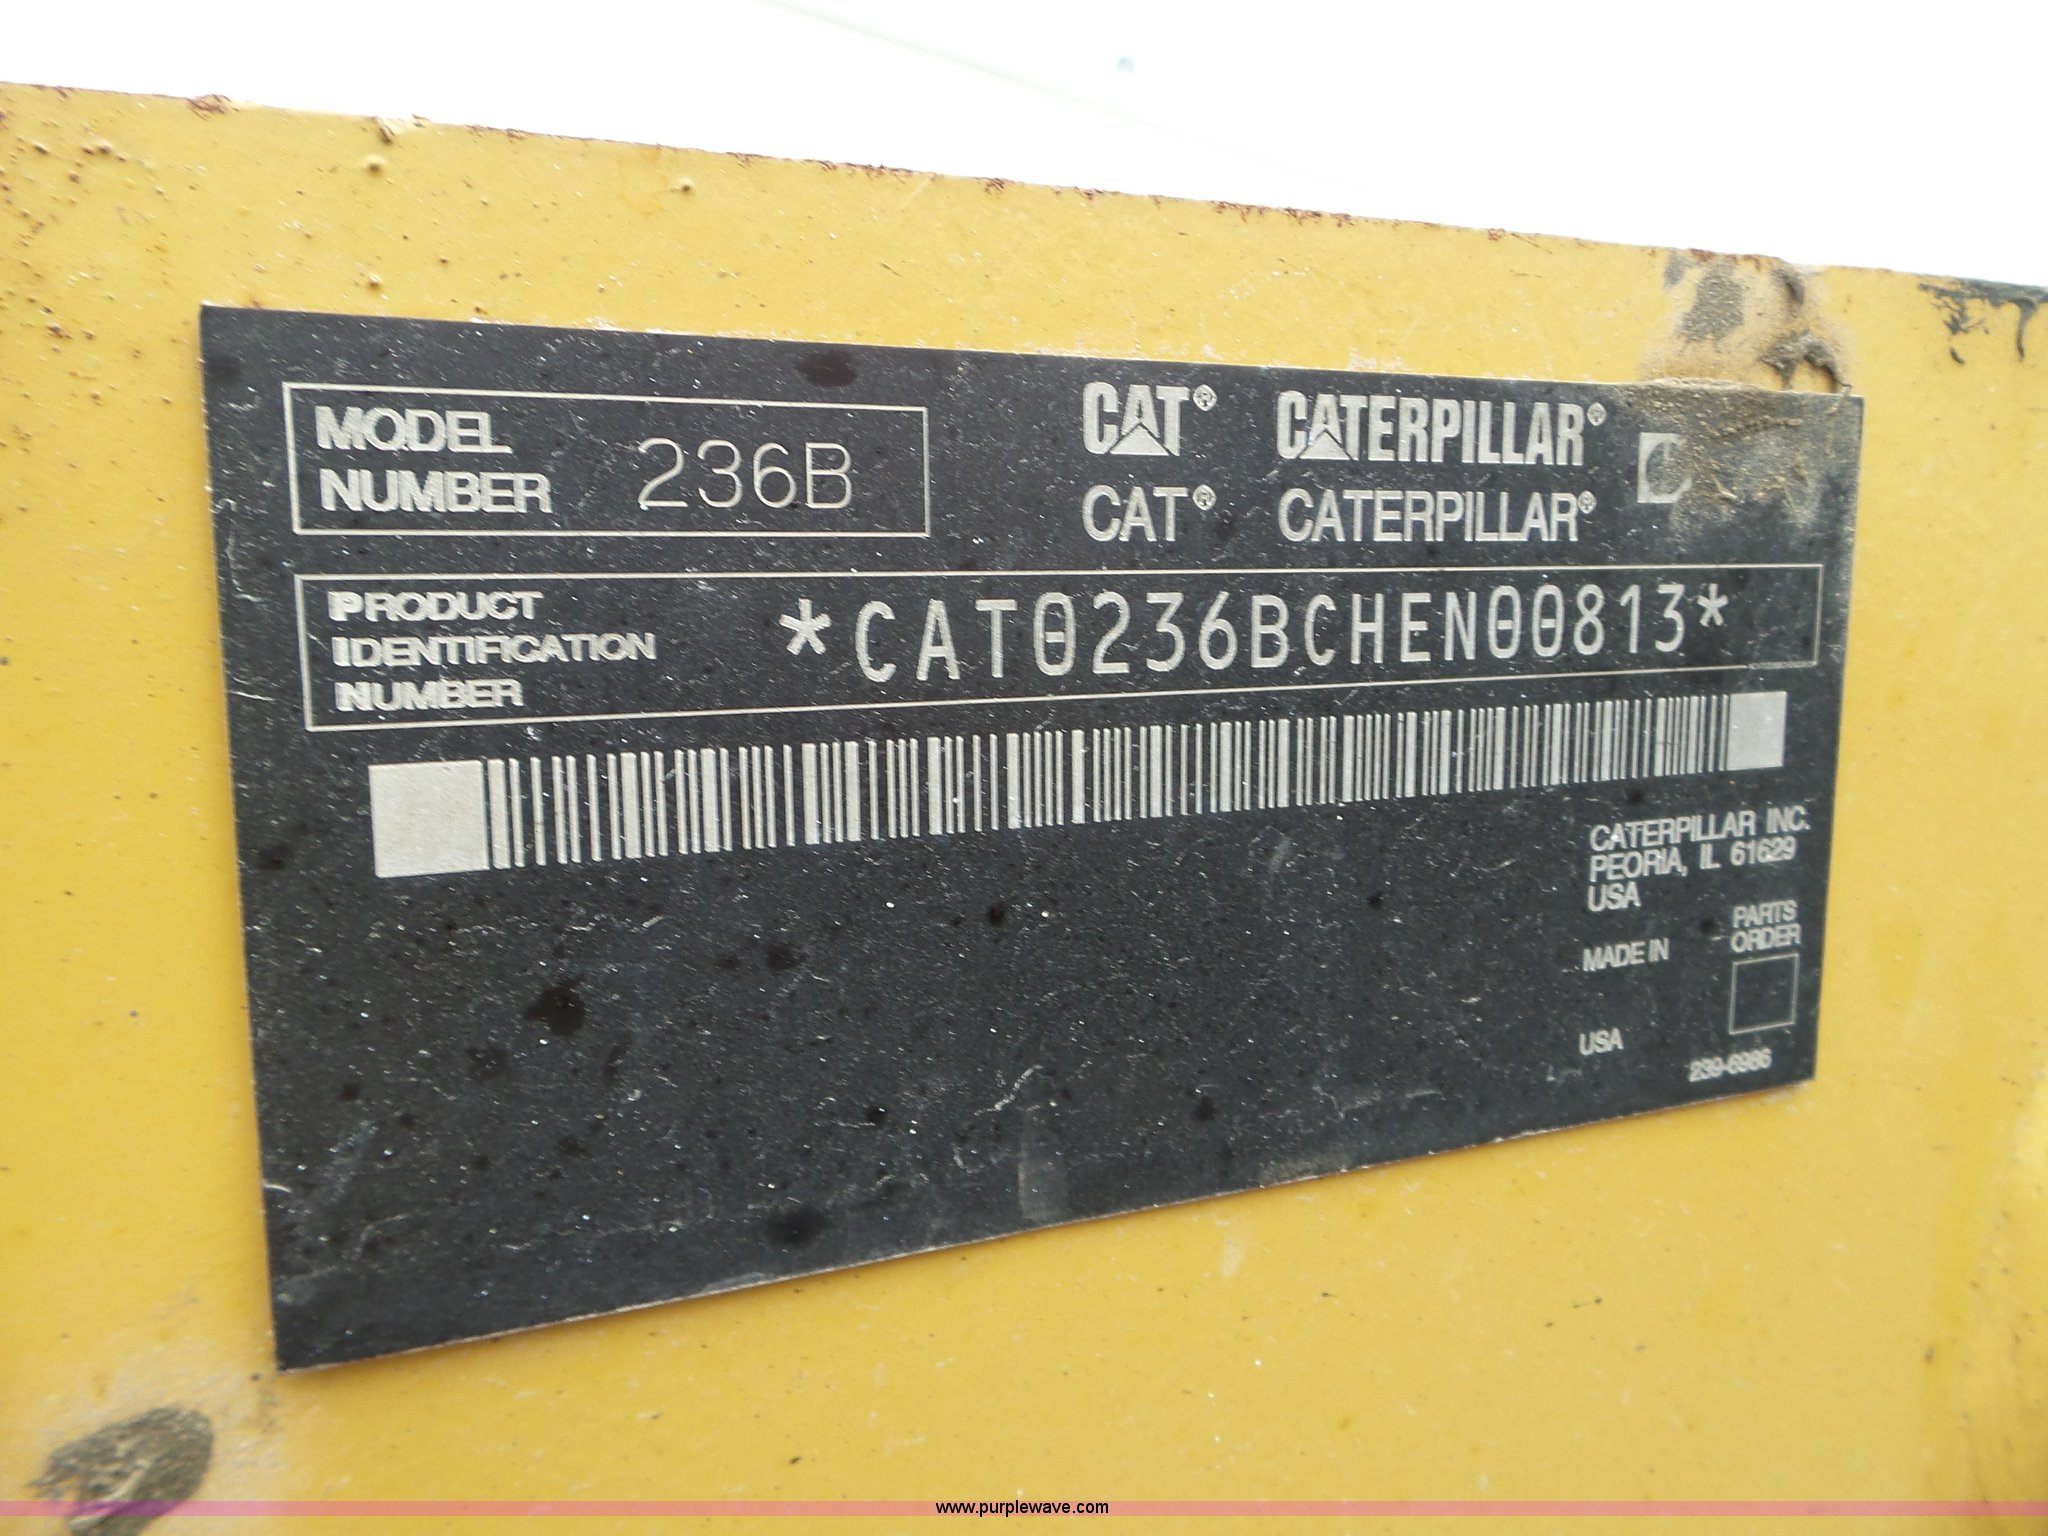 MODEL
NUMBER
236B
CAT® CATERPILLAR®
CAT® CATERPILLAR®
PRODUCT
IDENTIFICATION
NUMBER
*CAT0236BCHEN00813*
CATERPILLAR INC.
PEORIA, IL 61629
USA
PARTS
ORDER
MADE IN
USA
239-6986
www.purplewave.com